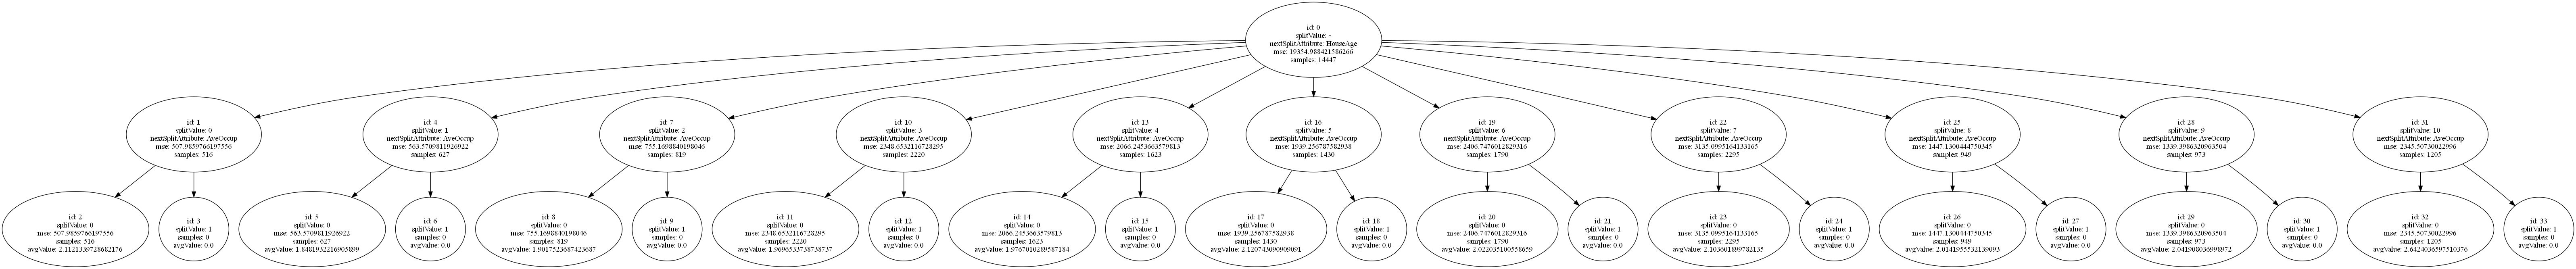 id: 0
splitValue: -
nextSplitAttribute: HouseAge
mse: 19354.988421586266
samples: 14447
id: 1
splitValue: 0
nextSplitAttribute: AveOccup
mse: 507.9859766197556
samples: 516
id: 4
splitValue: 1
nextSplitAttribute: AveOccup
mse: 563.5709811926922
samples: 627
id: 7
splitValue: 2
nextSplitAttribute: AveOccup
mse: 755.1698840198046
samples: 819
id: 10
splitValue: 3
nextSplitAttribute: AveOccup
mse: 2348.6532116728295
samples: 2220
id: 13
splitValue: 4
nextSplitAttribute: AveOccup
mse: 2066.2453663579813
samples: 1623
id: 16
splitValue: 5
nextSplitAttribute: AveOccup
mse: 1939.256787582938
samples: 1430
id: 19
splitValue: 6
nextSplitAttribute: AveOccup
mse: 2406.7476012829316
samples: 1790
id: 22
splitValue: 7
nextSplitAttribute: AveOccup
mse: 3135.0995164133165
samples: 2295
id: 25
splitValue: 8
nextSplitAttribute: AveOccup
mse: 1447.1300444750345
samples: 949
id: 28
splitValue: 9
nextSplitAttribute: AveOccup
mse: 1339.3986320963504
samples: 973
id: 31
splitValue: 10
nextSplitAttribute: AveOccup
mse: 2345.50730022996
samples: 1205
id: 2
splitValue: 0
mse: 507.9859766197556
samples: 516
avgValue: 2.1121339728682176
id: 3
splitValue: 1
samples: 0
avgValue: 0.0
id: 5
splitValue: 0
mse: 563.5709811926922
samples: 627
avgValue: 1.8481932216905899
id: 6
splitValue: 1
samples: 0
avgValue: 0.0
id: 8
splitValue: 0
mse: 755.1698840198046
samples: 819
avgValue: 1.9017523687423687
id: 9
splitValue: 1
samples: 0
avgValue: 0.0
id: 11
splitValue: 0
mse: 2348.6532116728295
samples: 2220
avgValue: 1.9696533738738737
id: 12
splitValue: 1
samples: 0
avgValue: 0.0
id: 14
splitValue: 0
mse: 2066.2453663579813
samples: 1623
avgValue: 1.9767010289587184
id: 15
splitValue: 1
samples: 0
avgValue: 0.0
id: 17
splitValue: 0
mse: 1939.256787582938
samples: 1430
avgValue: 2.12074309090909091
id: 18
splitValue: 1
samples: 0
avgValue: 0.0
id: 20
splitValue: 0
mse: 2406.7476012829316
samples: 1790
avgValue: 2.022035100558659
id: 21
splitValue: 1
samples: 0
avgValue: 0.0
id: 23
splitValue: 0
mse: 3135.0995164133165
samples: 2295
avgValue: 2.103601899782135
id: 24
splitValue: 1
samples: 0
avgValue: 0.0
id: 26
splitValue: 0
mse: 1447.1300444750345
samples: 949
avgValue: 2.0141955532139093
id: 27
splitValue: 1
samples: 0
avgValue: 0.0
id: 29
splitValue: 0
mse: 1339.3986320963504
samples: 973
avgValue: 2.041908036998972
id: 30
splitValue: 1
samples: 0
avgValue: 0.0
id: 32
splitValue: 0
mse: 2345.50730022996
samples: 1205
avgValue: 2.6424036597510376
id: 33
splitValue: 1
samples: 0
avgValue: 0.0